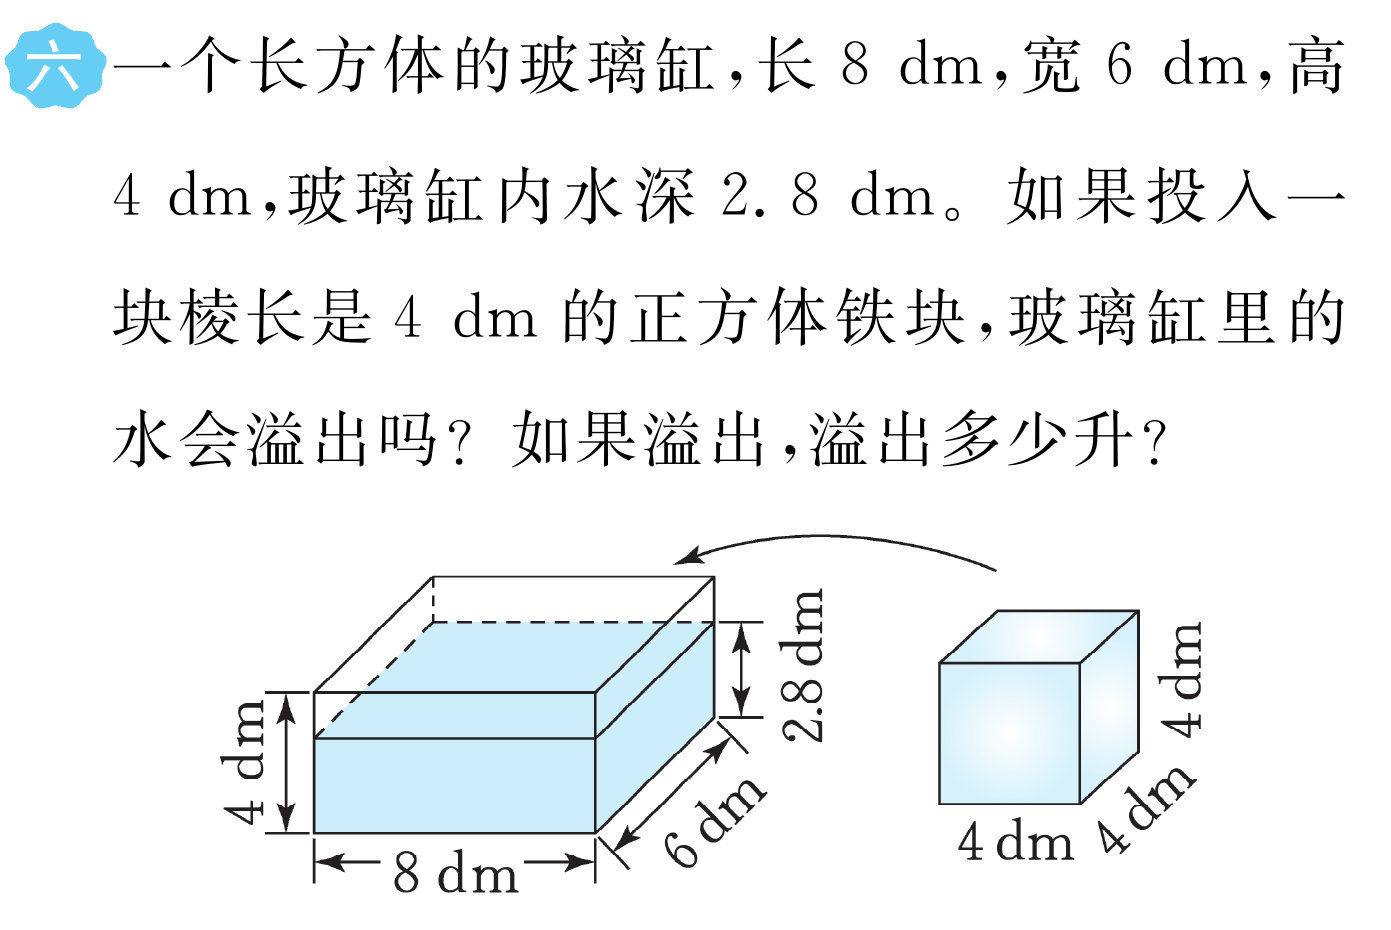 六 一个长方体的玻璃缸,长 8 dm,宽 6 dm,高
4 dm,玻璃缸内水深 2.8 dm。如果投入一
块棱长是 4 dm 的正方体铁块,玻璃缸里的
水会溢出吗? 如果溢出,溢出多少升?
4 dm
8 dm
6 dm
2.8 dm
4 dm
4 dm
4 dm